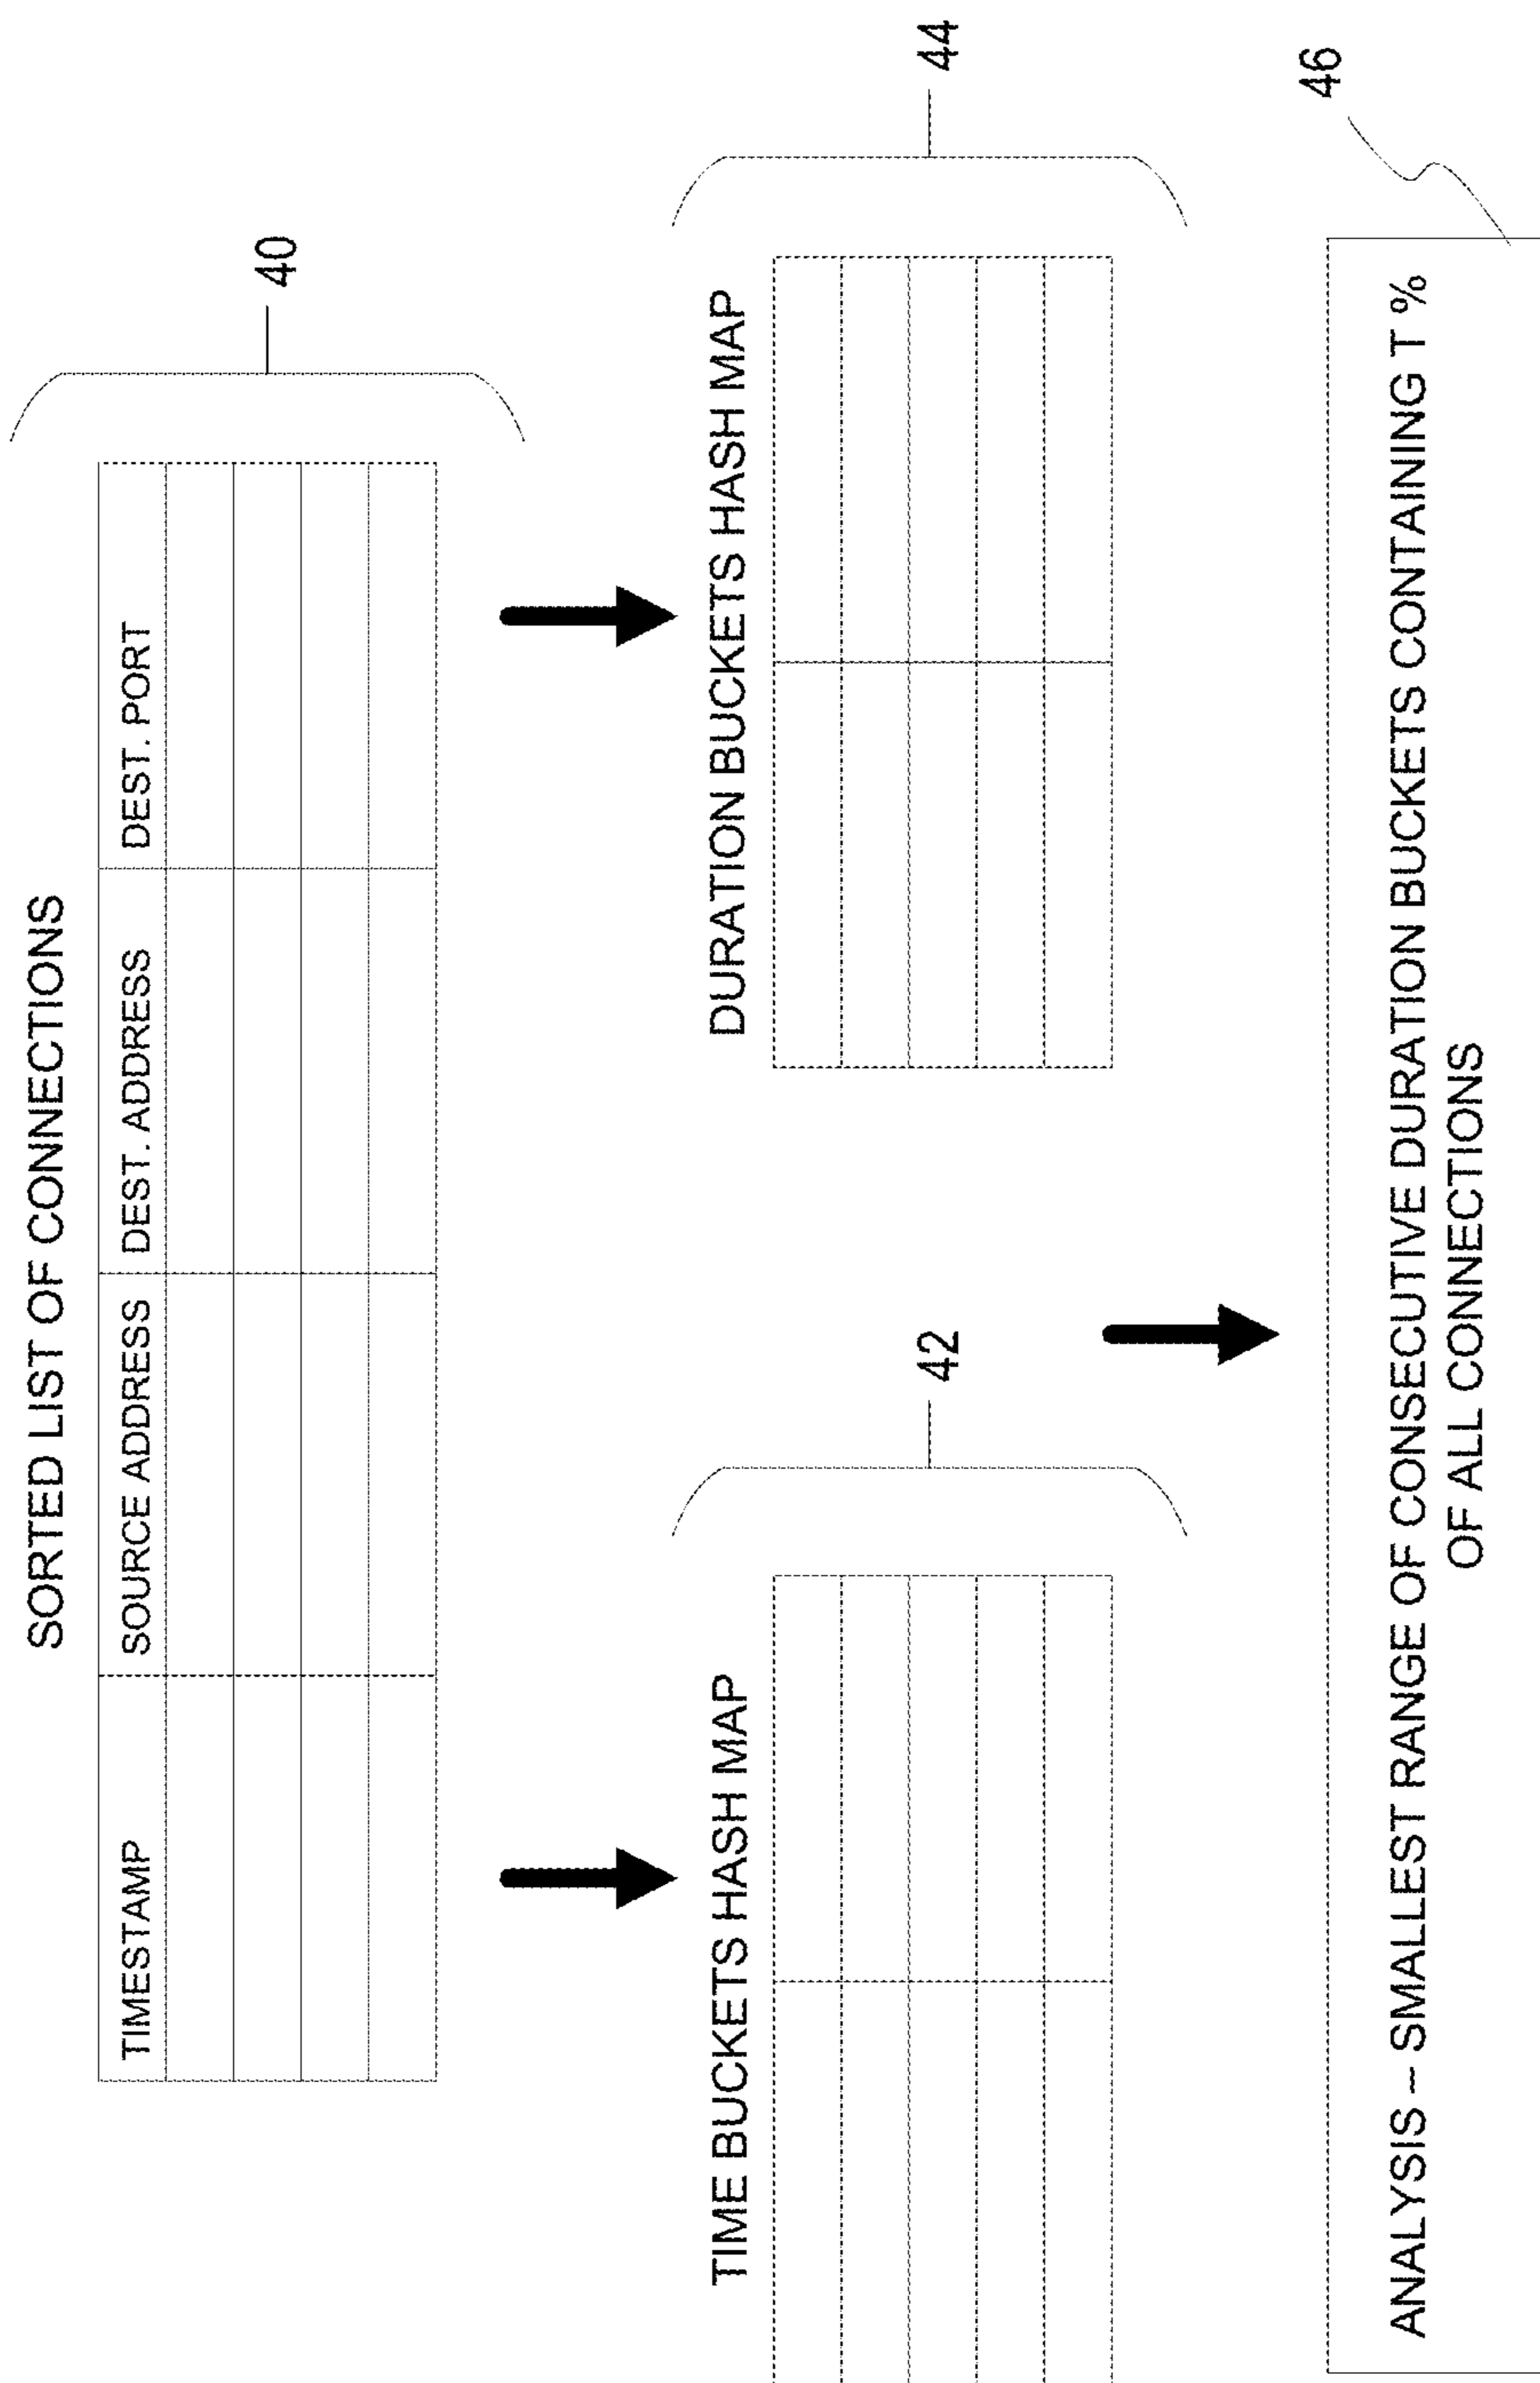 SORTED LIST OF CONNECTIONS
TIMESTAMP
SOURCE ADDRESS
DEST. ADDRESS
DEST. PORT
40
TIME BUCKETS HASH MAP
42
DURATION BUCKETS HASH MAP
44
46
ANALYSIS – SMALLEST RANGE OF CONSECUTIVE DURATION BUCKETS CONTAINING T %
OF ALL CONNECTIONS